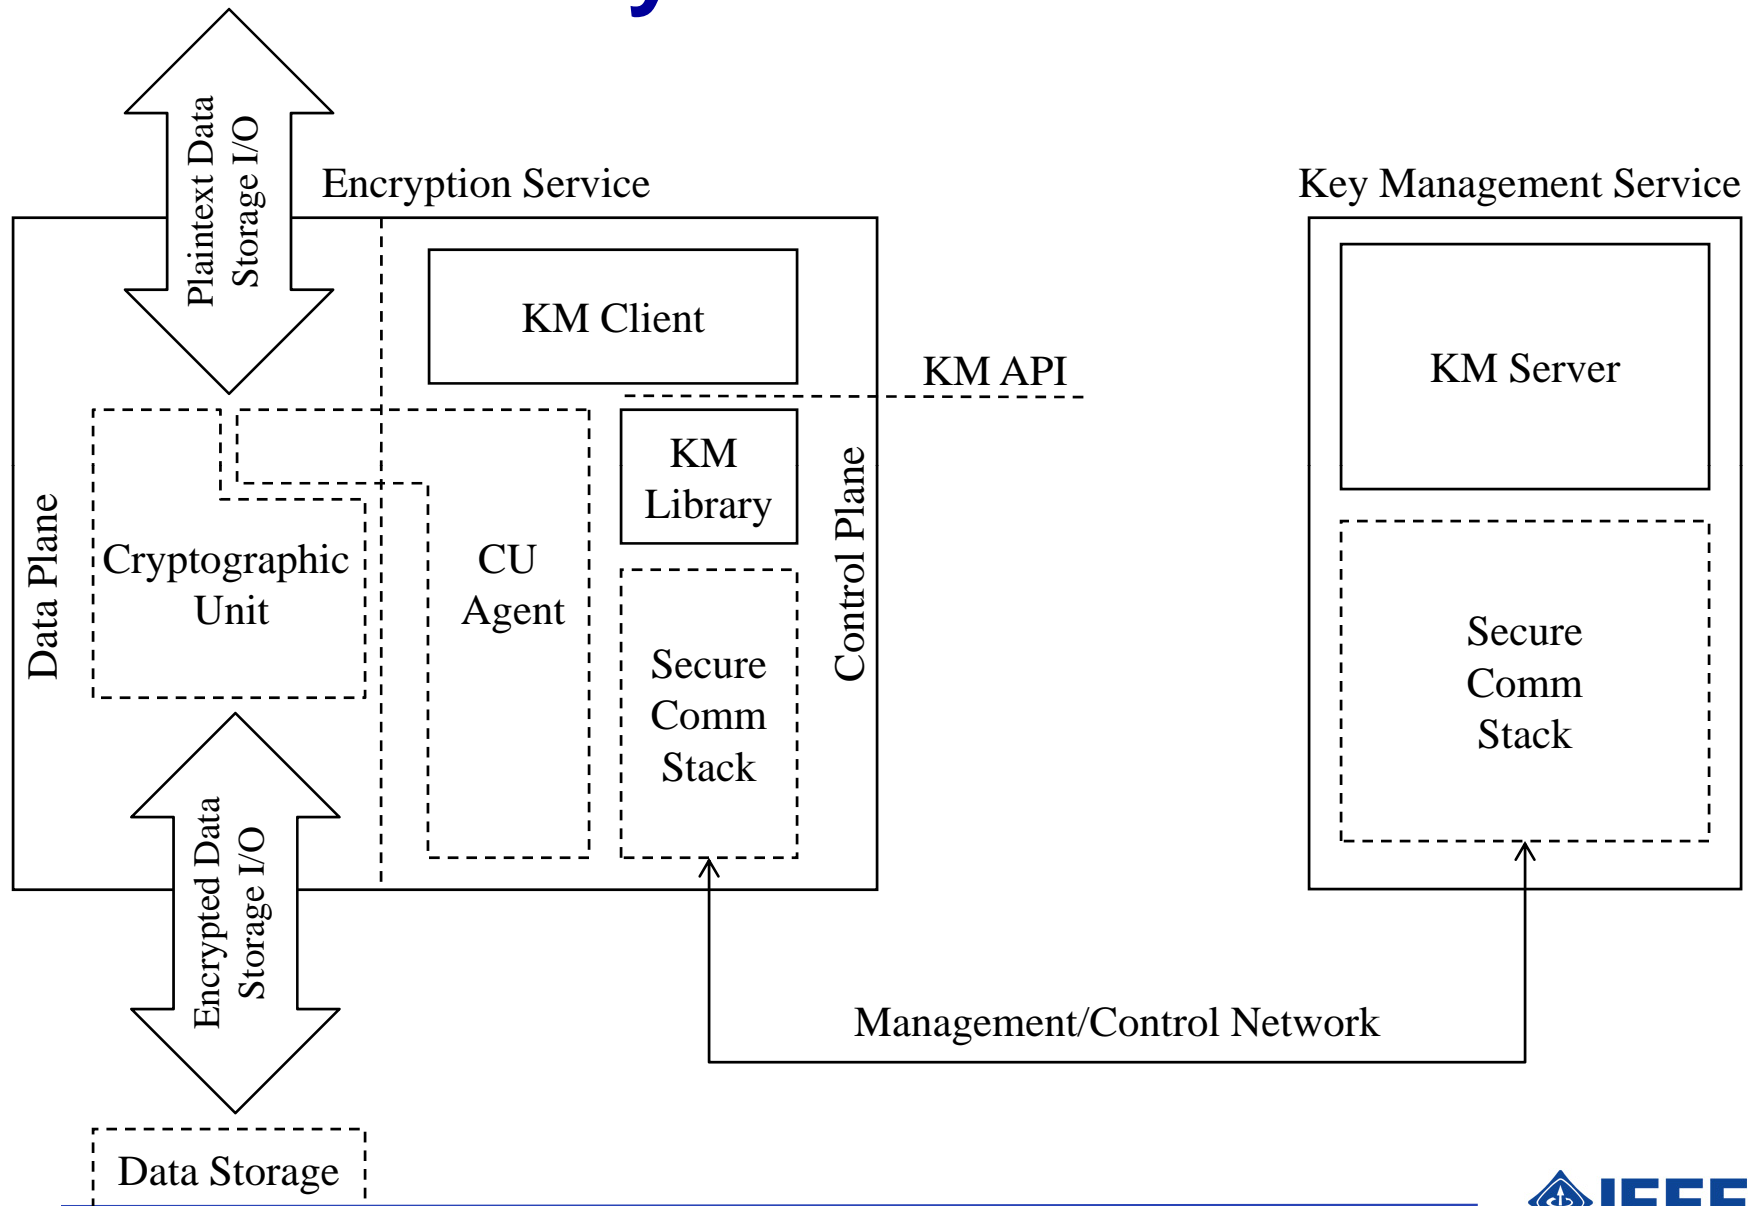 Plaintext Data
Storage I/O
Encryption Service
Key Management Service
KM Client
KM Server
KM API
KM
Library
Data Plane
Cryptographic
Unit
CU
Agent
Control Plane
Secure
Comm
Stack
Secure
Comm
Stack
Encrypted Data
Storage I/O
Management/Control Network
Data Storage
IEEE